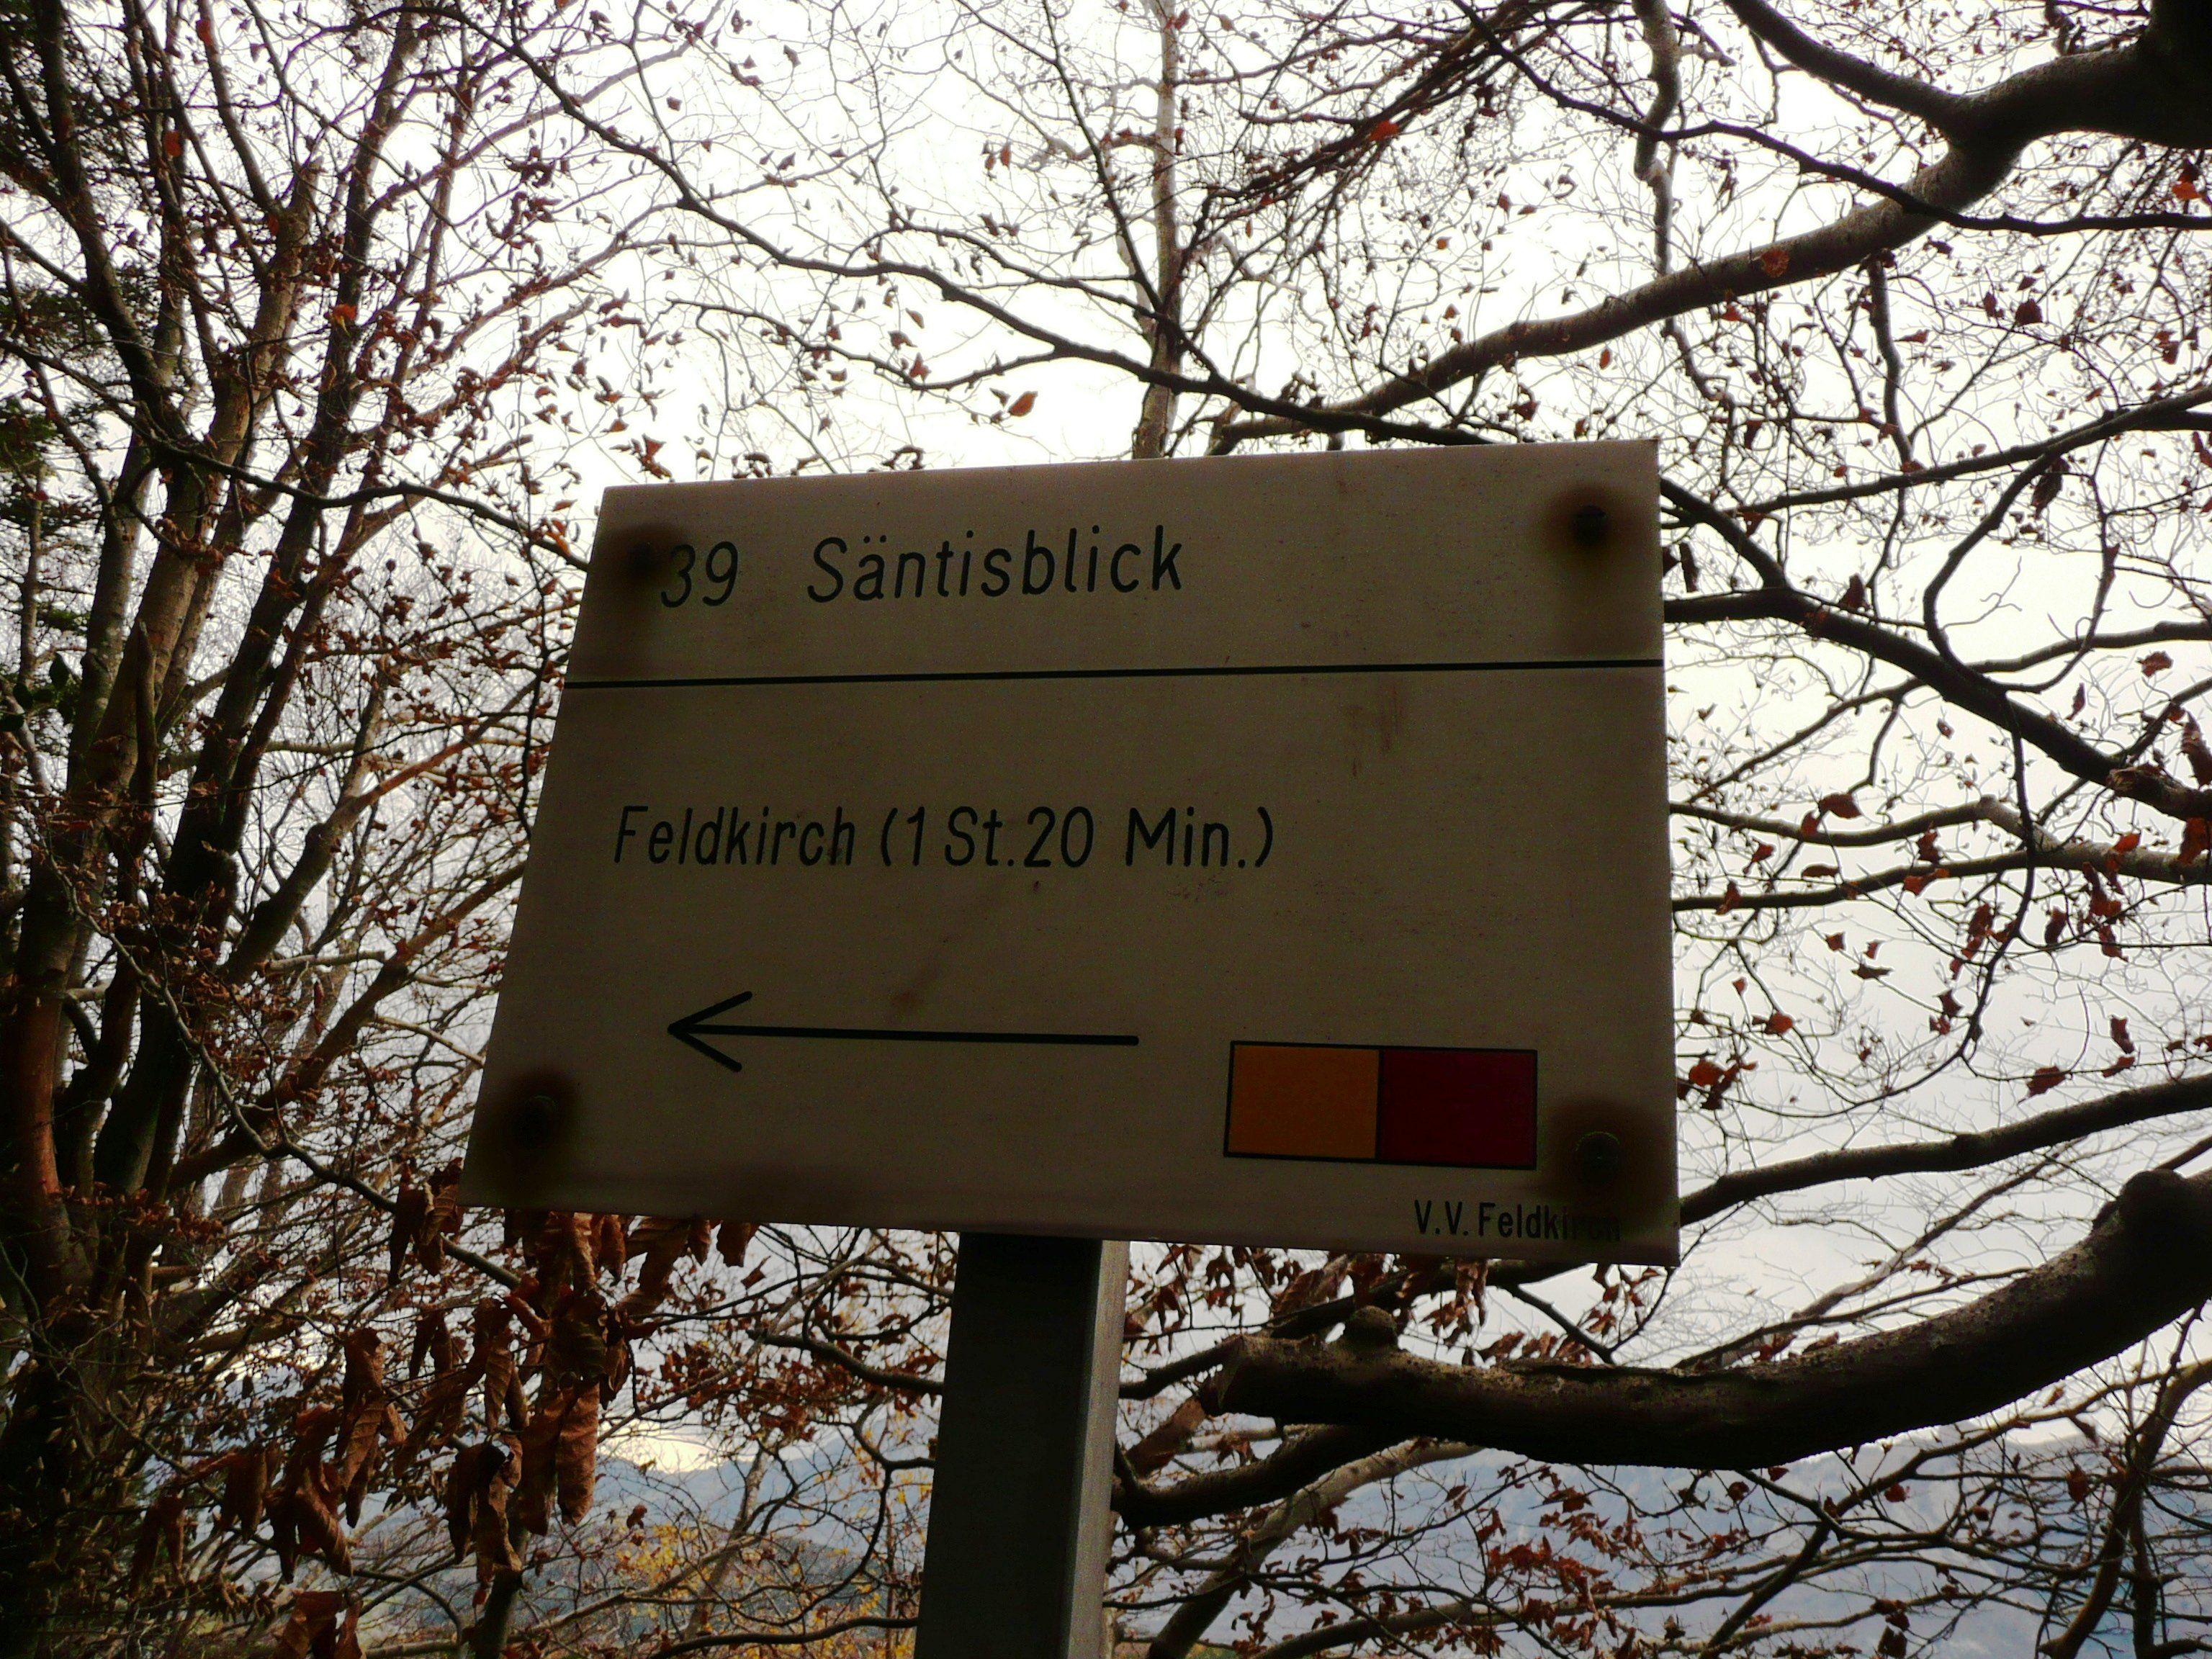 39 Säntisblick
Feldkirch (1 St. 20 Min.)
V.V. Feldkirch